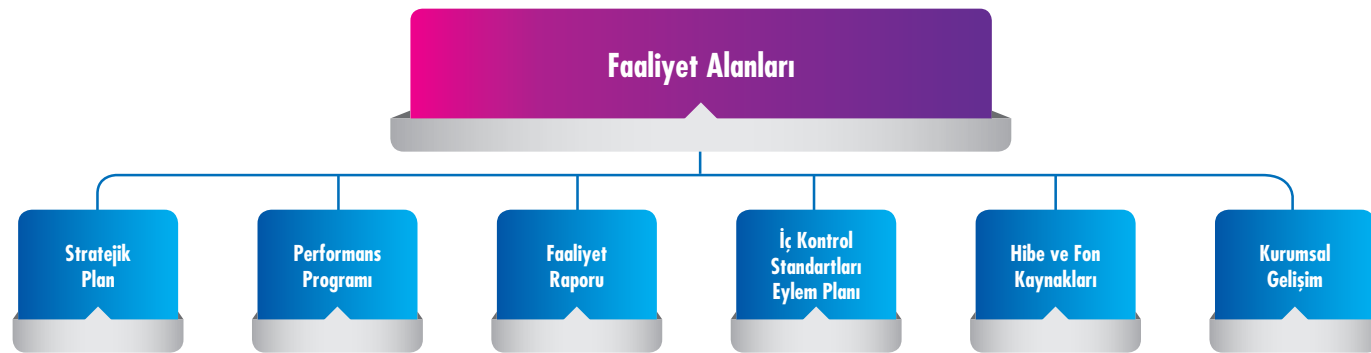 Faaliyet Alanları
Stratejik
Plan
Performans
Programı
Faaliyet
Raporu
İç Kontrol
Standartları
Eylem Planı
Hibe ve Fon
Kaynakları
Kurumsal
Gelişim